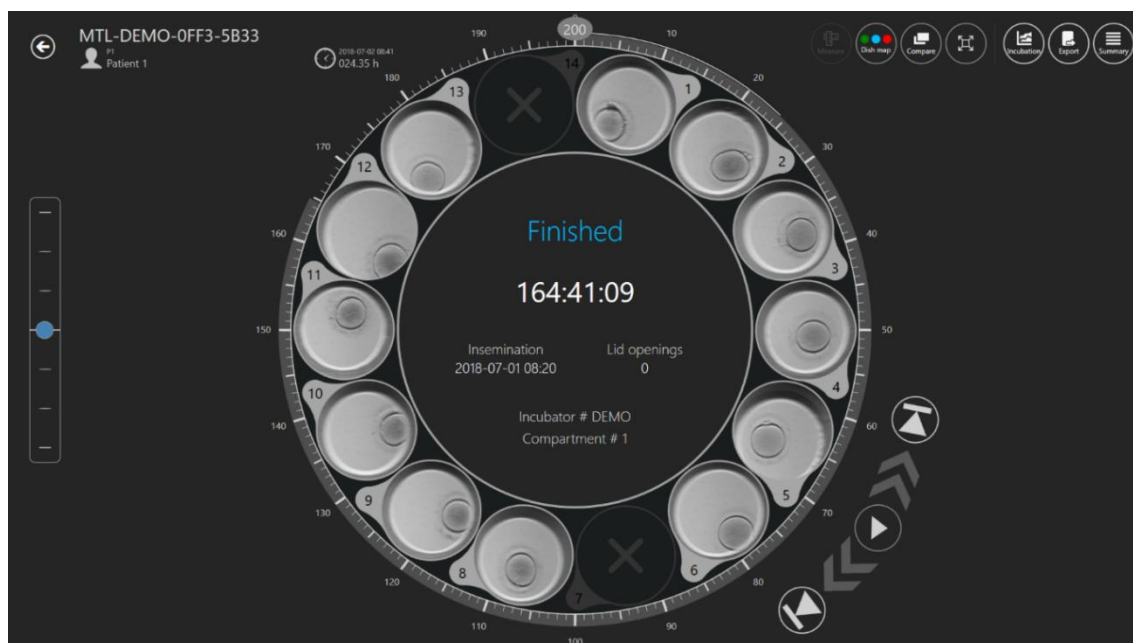 MTL-DEMO-0FF3-5B33
P1
Patient 1
2018-07-02 08:41
024.35 h
Measure
Dish map
Compare
Incubation
Export
Summary
200
10
20
30
40
50
60
70
80
90
100
110
120
130
140
150
160
170
180
190
1
2
3
4
5
6
7
8
9
10
11
12
13
14
Finished
164:41:09
Insemination
2018-07-01 08:20
Lid openings
0
Incubator # DEMO
Compartment # 1